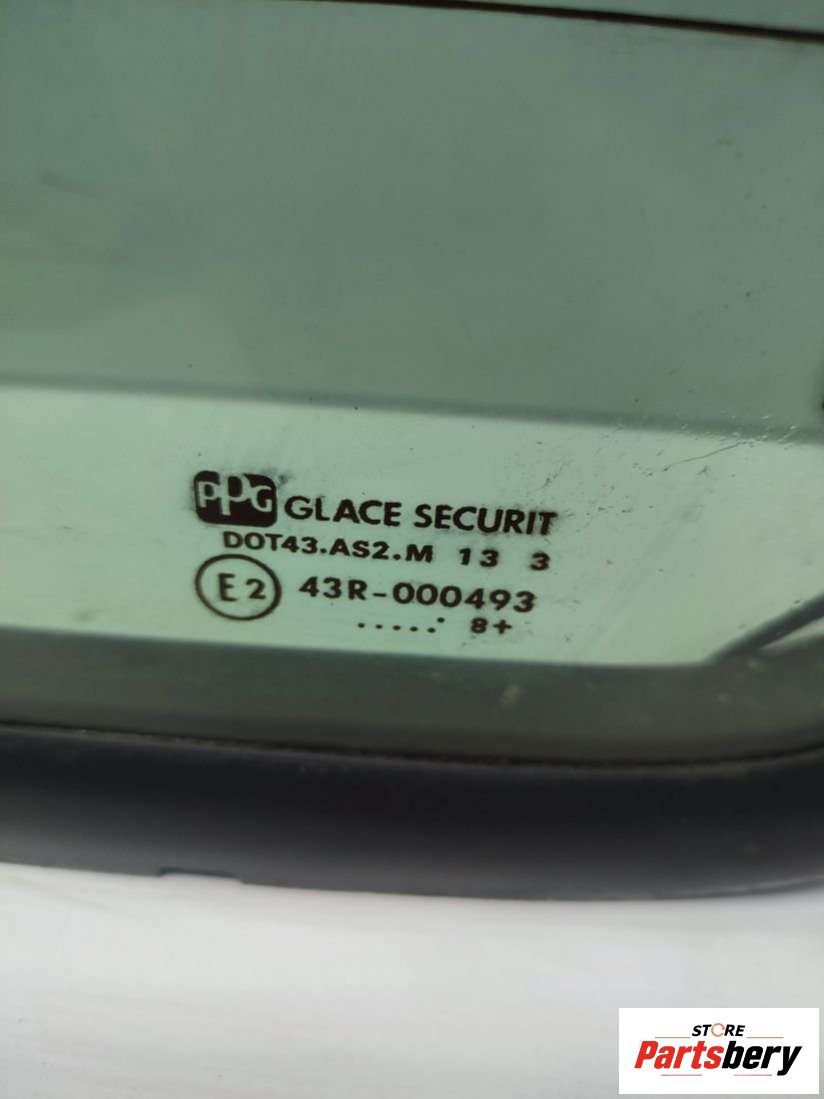 PPG GLACE SECURIT
DOT43.AS2.M 13 3
E2 43R-000493
.....· 8+
STORE
Partsbery